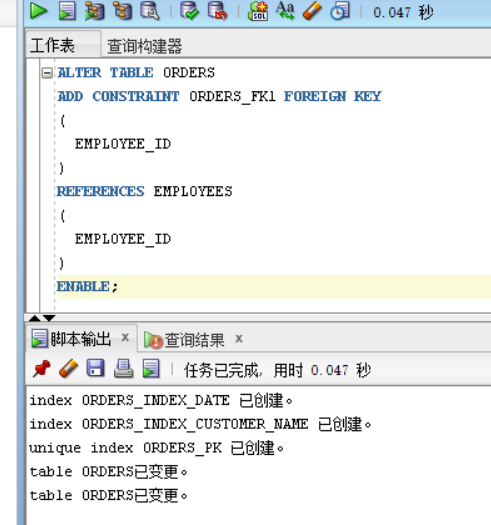 0.047 秒
工作表 查询构建器
ALTER TABLE ORDERS
ADD CONSTRAINT ORDERS_FK1 FOREIGN KEY
(
EMPLOYEE_ID
)
REFERENCES EMPLOYEES
(
EMPLOYEE_ID
)
ENABLE;
脚本输出 x 查询结果 x
任务已完成, 用时 0.047 秒
index ORDERS_INDEX_DATE 已创建。
index ORDERS_INDEX_CUSTOMER_NAME 已创建。
unique index ORDERS_PK 已创建。
table ORDERS已变更。
table ORDERS已变更。